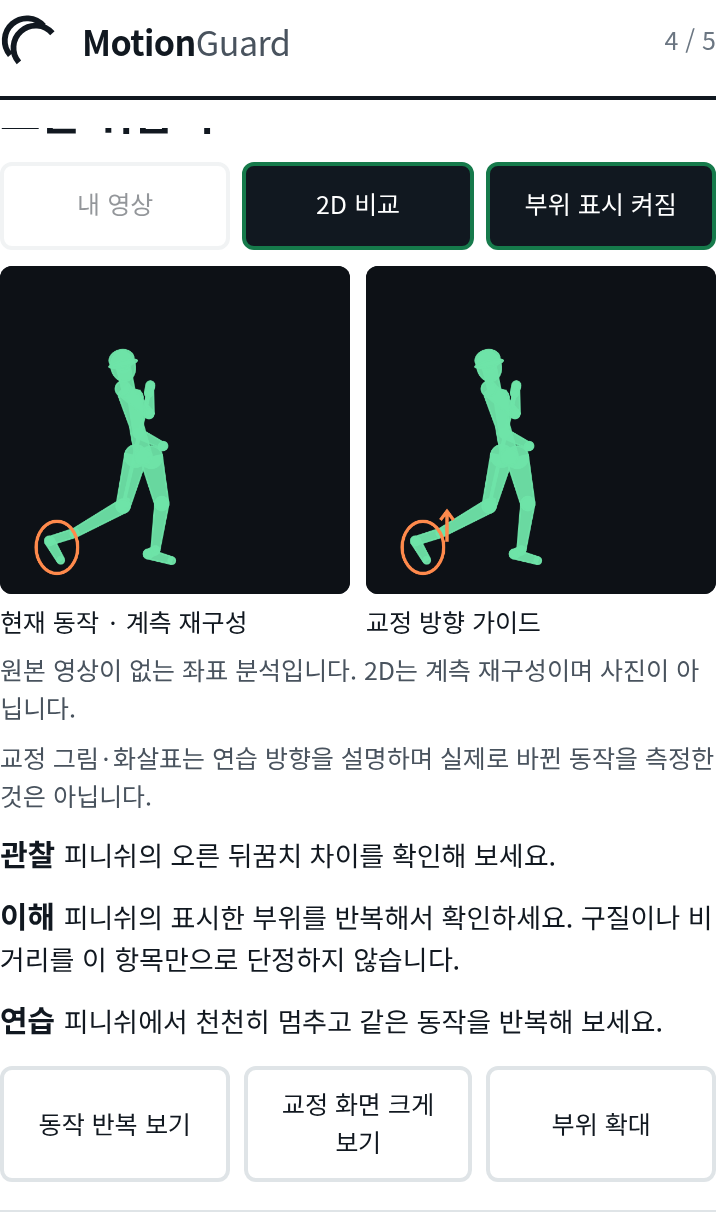 MotionGuard
4 / 5
내 영상
2D 비교
부위 표시 켜짐
현재 동작 · 계측 재구성
교정 방향 가이드
원본 영상이 없는 좌표 분석입니다. 2D는 계측 재구성이며 사진이 아
닙니다.
교정 그림·화살표는 연습 방향을 설명하며 실제로 바뀐 동작을 측정한
것은 아닙니다.
관찰 피니쉬의 오른 뒤꿈치 차이를 확인해 보세요.
이해 피니쉬의 표시한 부위를 반복해서 확인하세요. 구질이나 비
거리를 이 항목만으로 단정하지 않습니다.
연습 피니쉬에서 천천히 멈추고 같은 동작을 반복해 보세요.
동작 반복 보기
교정 화면 크게
보기
부위 확대